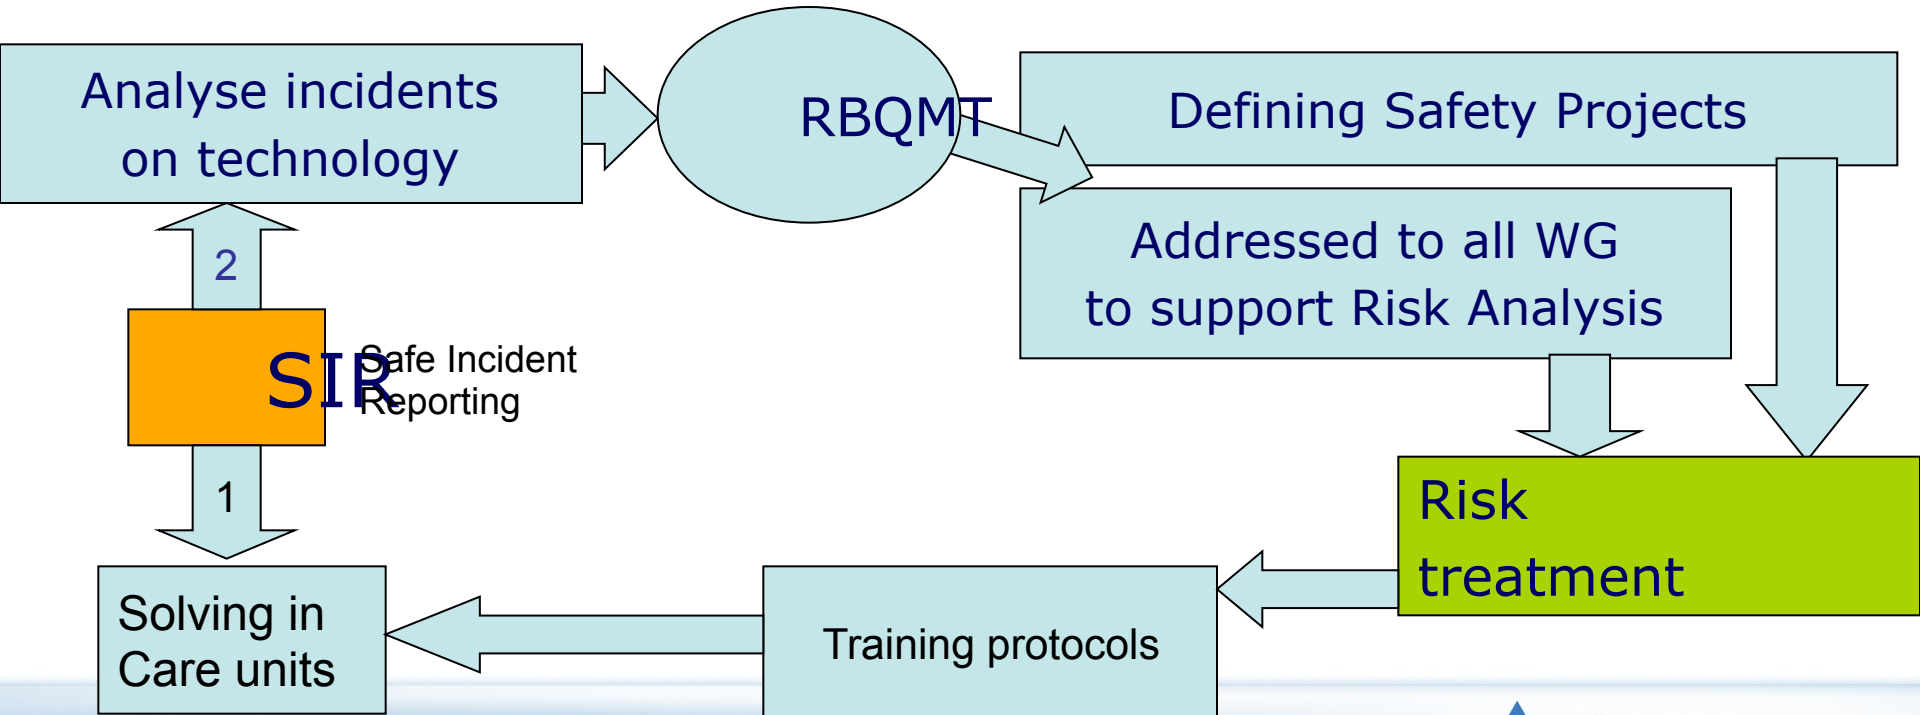 Analyse incidents
on technology
RBQMT
Defining Safety Projects
Addressed to all WG
to support Risk Analysis
2
SIR
Safe Incident
Reporting
1
Risk
treatment
Solving in
Care units
Training protocols